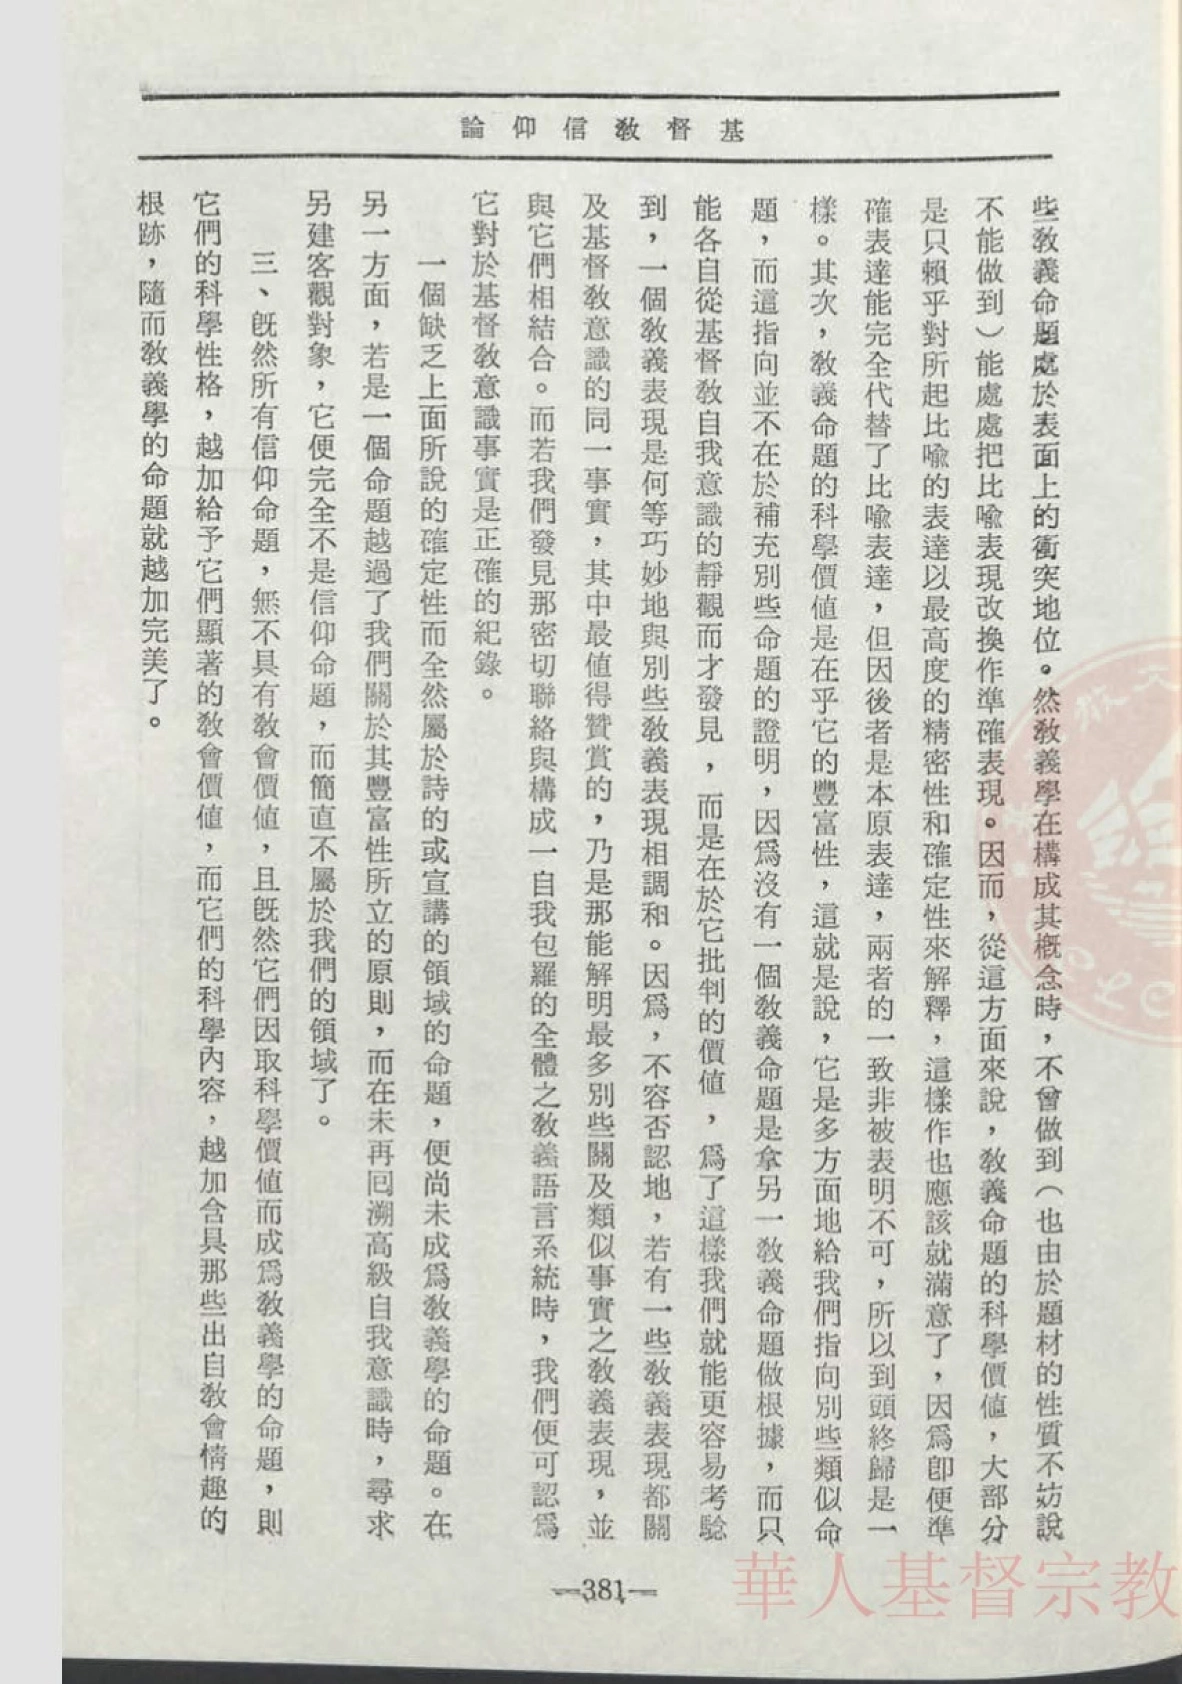 基督教信仰論
些教義命題處於表面上的衝突地位。然教義學在構成其概念時，不曾做到（也由於題材的性質不妨說
不能做到）能處處把比喩表現改換作準確表現。因而，從這方面來說，教義命題的科學價値，大部分
是只賴乎對所起比喩的表達以最高度的精密性和確定性來解釋，這樣作也應該就滿意了，因爲卽便準
確表達能完全代替了比喩表達，但因後者是本原表達，兩者的一致非被表明不可，所以到頭終歸是一
樣。其次，教義命題的科學價値是在乎它的豐富性，這就是說，它是多方面地給我們指向別些類似命
題，而這指向並不在於補充別些命題的證明，因爲沒有一個教義命題是拿另一教義命題做根據，而只
能各自從基督教自我意識的靜觀而才發見，而是在於它批判的價値，爲了這樣我們就能更容易考驗
到，一個教義表現是何等巧妙地與別些教義表現相調和。因爲，不容否認地，若有一些教義表現都關
及基督教意識的同一事實，其中最値得贊賞的，乃是那能解明最多別些關及類似事實之教義表現，並
與它們相結合。而若我們發見那密切聯絡與構成一自我包羅的全體之教義語言系統時，我們便可認爲
它對於基督教意識事實是正確的紀錄。
一個缺乏上面所說的確定性而全然屬於詩的或宣講的領域的命題，便尚未成爲教義學的命題。在
另一方面，若是一個命題越過了我們關於其豐富性所立的原則，而在未再囘溯高級自我意識時，尋求
另建客觀對象，它便完全不是信仰命題，而簡直不屬於我們的領域了。
三、旣然所有信仰命題，無不具有敎會價値，且旣然它們因取科學價値而成爲教義學的命題，則
它們的科學性格，越加給予它們顯著的敎會價値，而它們的科學內容，越加含具那些出自敎會情趣的
根跡，隨而教義學的命題就越加完美了。
—381—
華人基督宗教